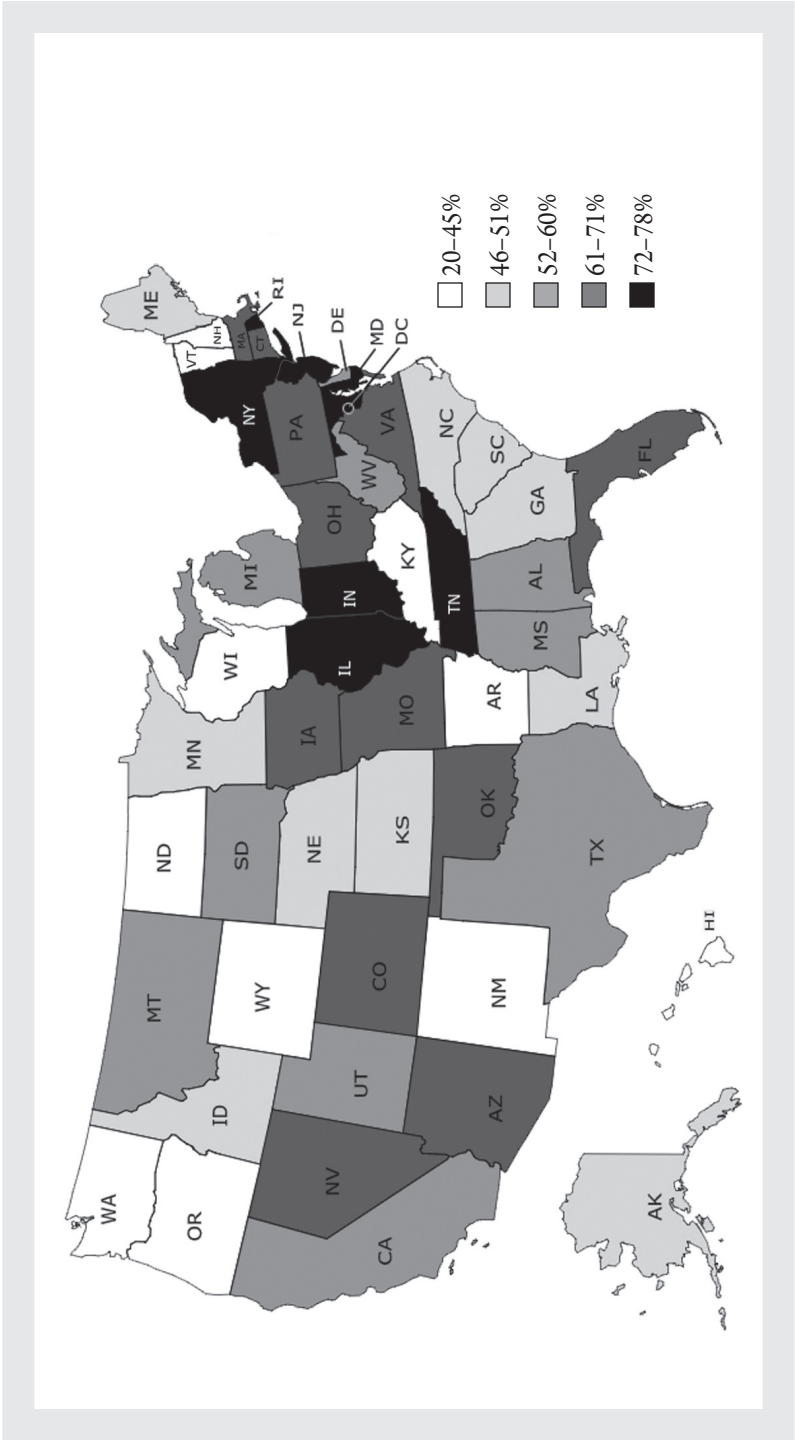 WA
OR
CA
NV
ID
MT
WY
UT
AZ
CO
NM
ND
SD
NE
KS
OK
TX
MN
IA
MO
AR
LA
WI
IL
MI
IN
KY
TN
MS
AL
OH
WV
VA
NC
SC
GA
FL
PA
NY
VT
NH
ME
MA
CT
RI
NJ
DE
MD
DC
AK
HI
20–45%
46–51%
52–60%
61–71%
72–78%